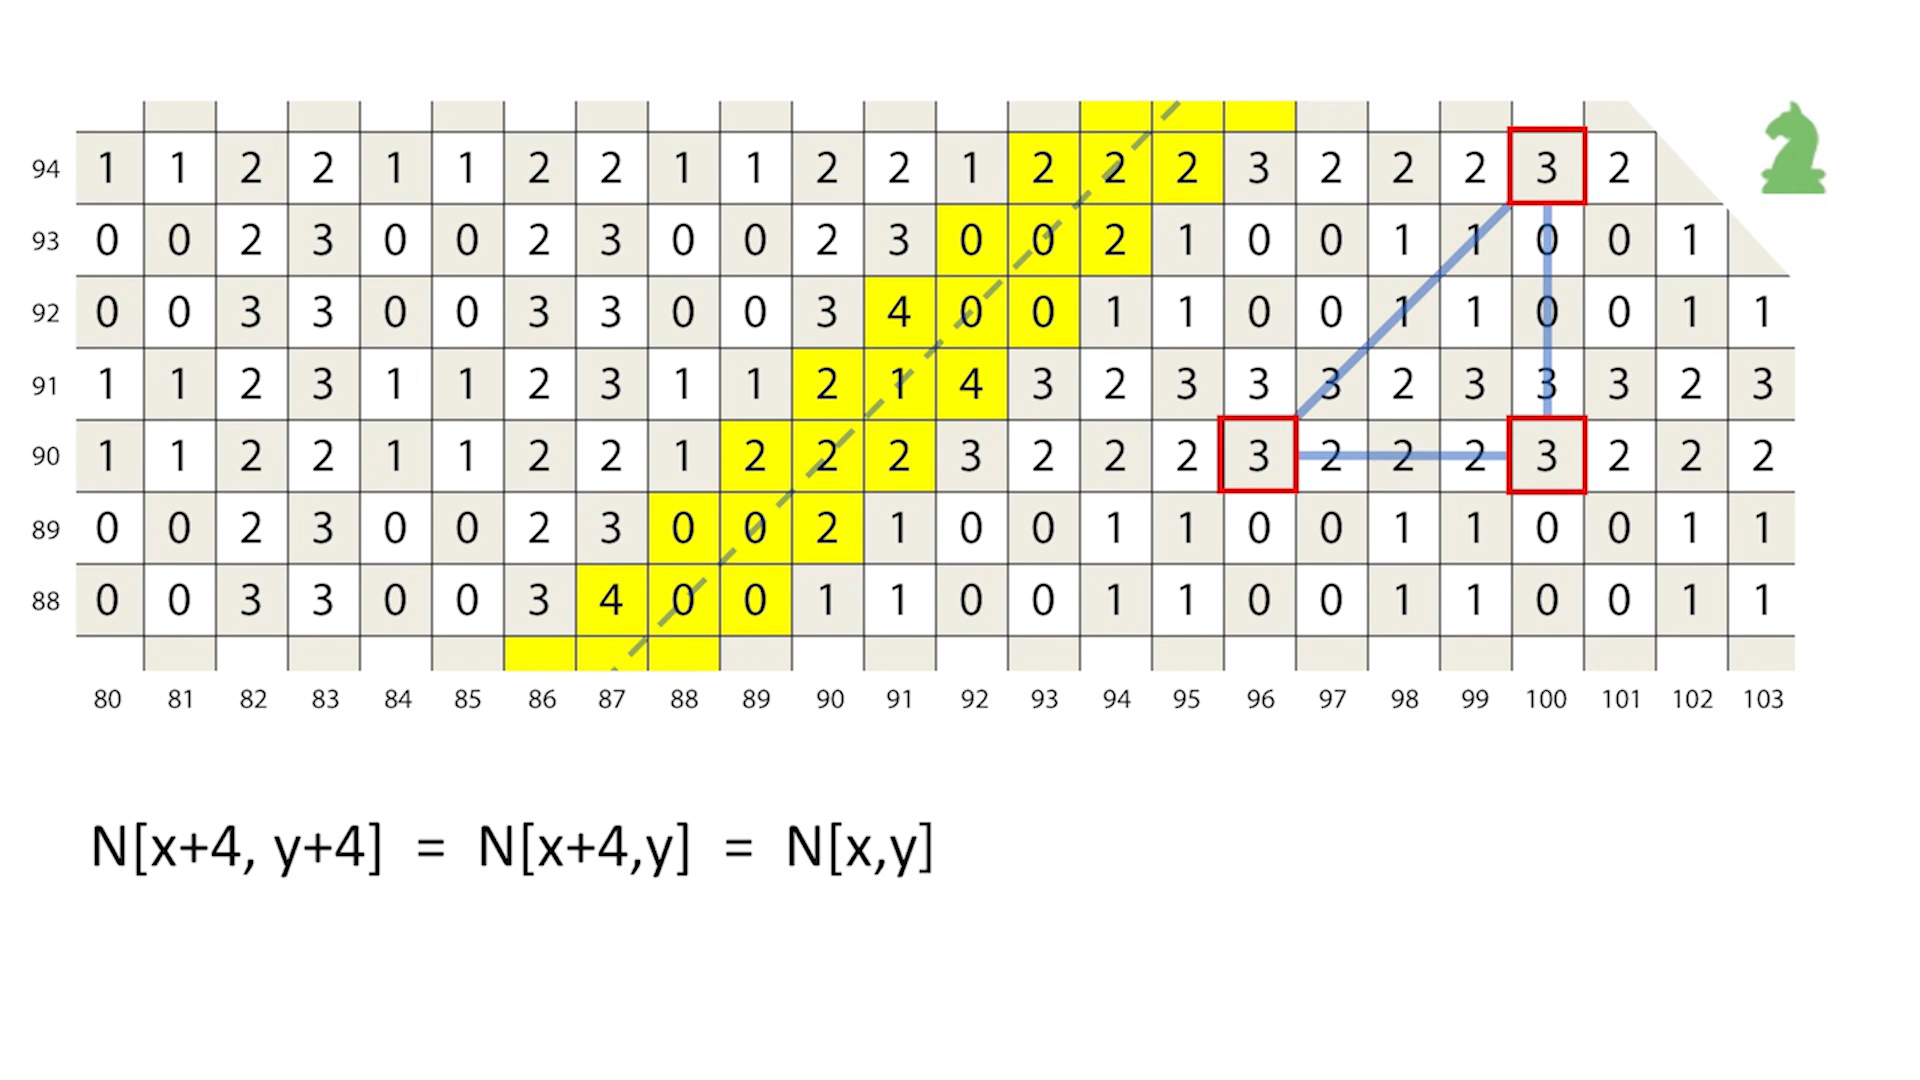 94 1 1 2 2 1 1 2 2 1 1 2 2 1 2 2 2 3 2 2 2 3 2
93 0 0 2 3 0 0 2 3 0 0 2 3 0 0 2 1 0 0 1 1 0 0 1
92 0 0 3 3 0 0 3 3 0 0 3 4 0 0 1 1 0 0 1 1 0 0 1 1
91 1 1 2 3 1 1 2 3 1 1 2 1 4 3 2 3 3 3 2 3 3 3 2 3
90 1 1 2 2 1 1 2 2 1 2 2 2 3 2 2 2 3 2 2 2 3 2 2 2
89 0 0 2 3 0 0 2 3 0 0 2 1 0 0 1 1 0 0 1 1 0 0 1 1
88 0 0 3 3 0 0 3 4 0 0 1 1 0 0 1 1 0 0 1 1 0 0 1 1
80 81 82 83 84 85 86 87 88 89 90 91 92 93 94 95 96 97 98 99 100 101 102 103
N[x+4, y+4] = N[x+4,y] = N[x,y]